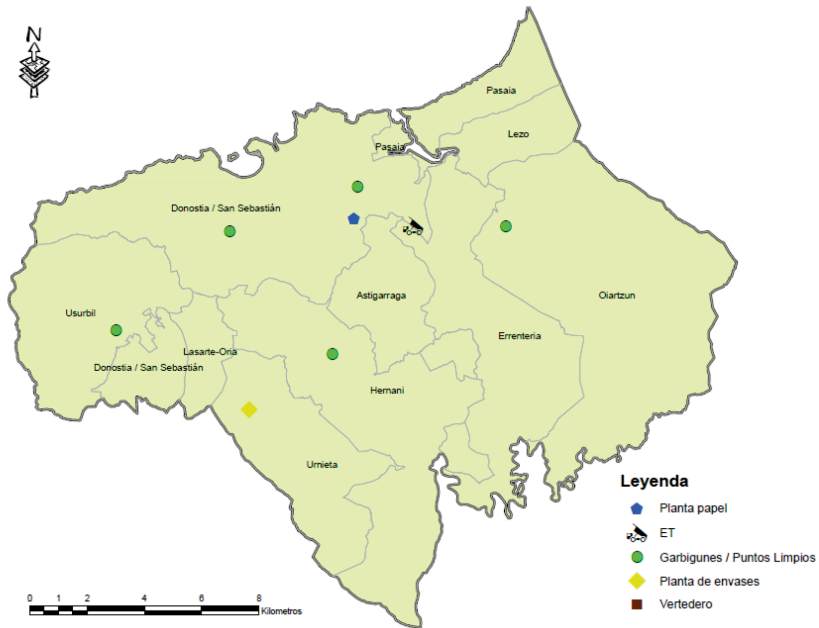 N
Pasaia
Lezo
Pasaia
Donostia / San Sebastián
Astigarraga
Oiartzun
Usurbil
Errenteria
Lasarte-Oria
Donostia / San Sebastián
Hernani
Urnieta
Leyenda
Planta papel
ET
Garbigunes / Puntos Limpios
Planta de envases
Vertedero
0 1 2 4 6 8
Kilometros